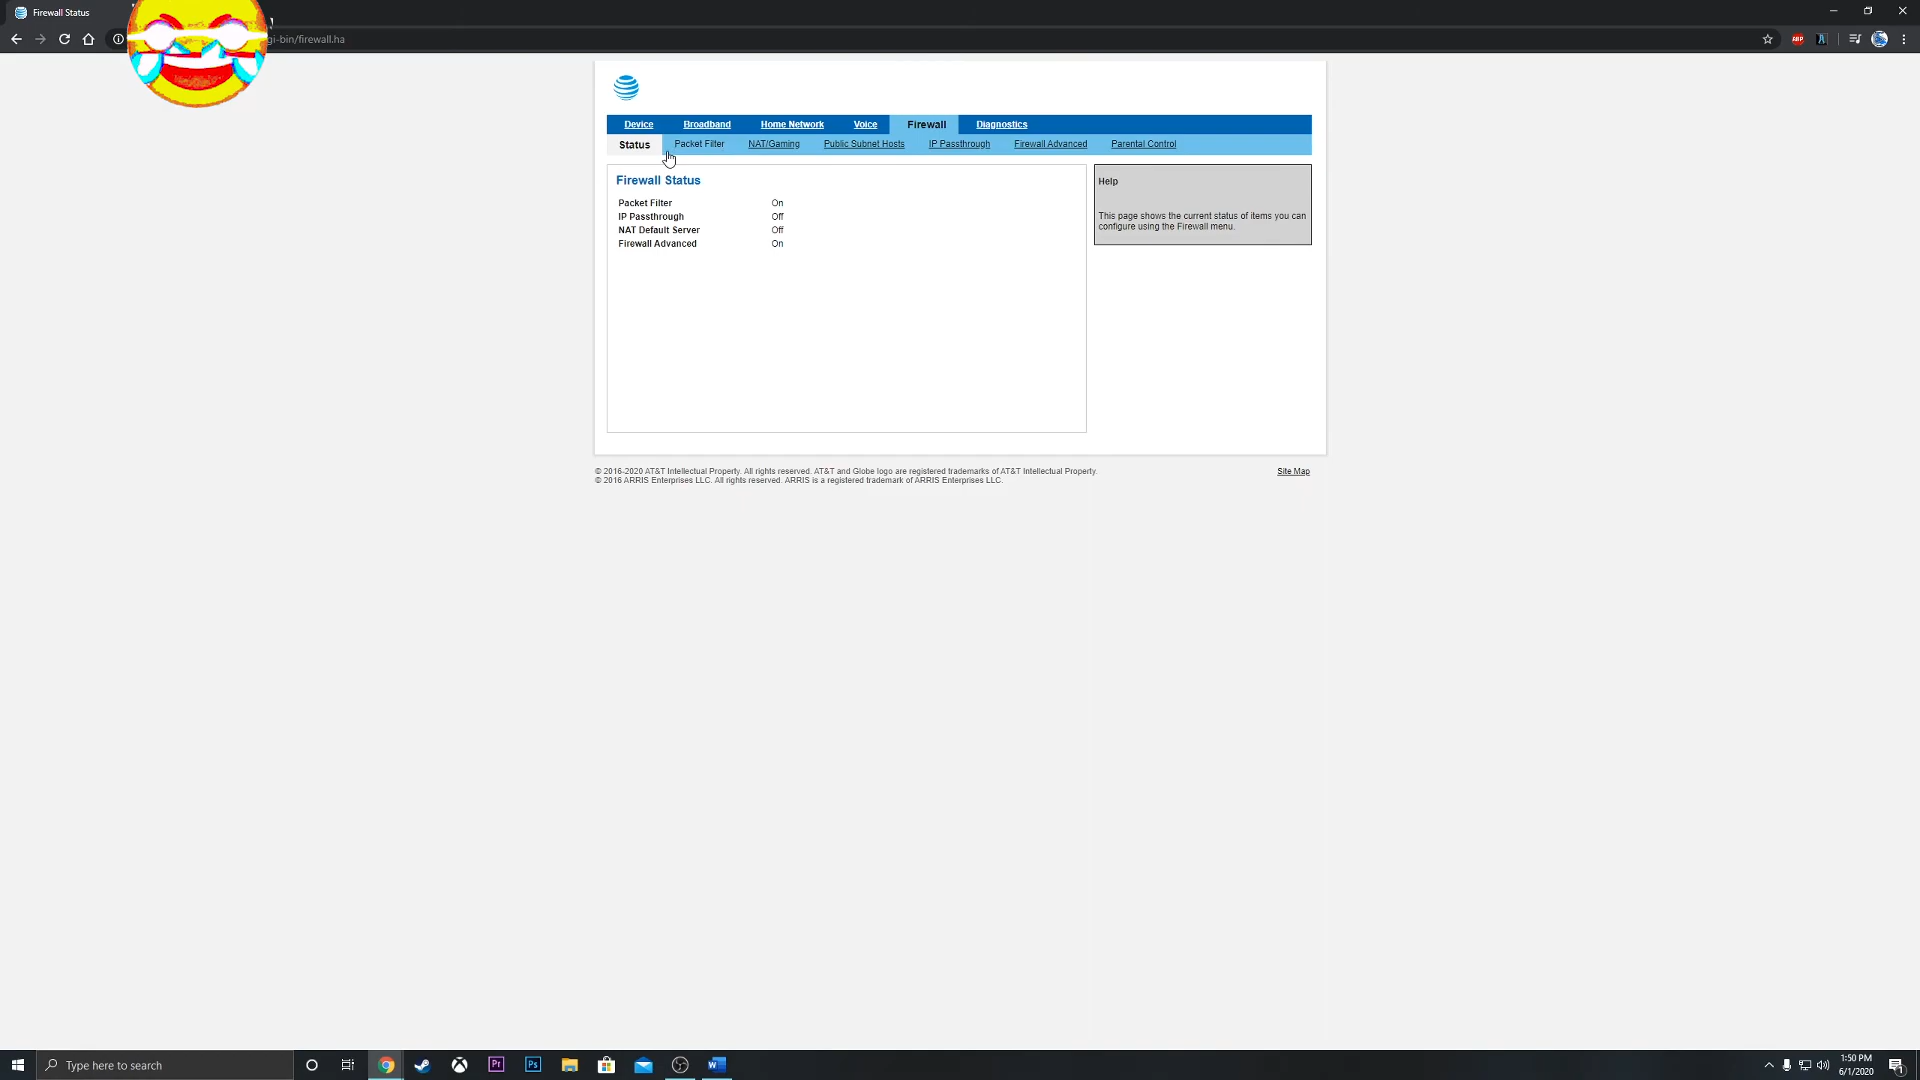 Firewall Status
gi-bin/firewall.ha
ABP
Device Broadband Home Network Voice Firewall Diagnostics
Status Packet Filter NAT/Gaming Public Subnet Hosts IP Passthrough Firewall Advanced Parental Control
Firewall Status
Packet Filter On
IP Passthrough Off
NAT Default Server Off
Firewall Advanced On
Help
This page shows the current status of items you can
configure using the Firewall menu.
© 2016-2020 AT&T Intellectual Property. All rights reserved. AT&T and Globe logo are registered trademarks of AT&T Intellectual Property.
© 2016 ARRIS Enterprises LLC. All rights reserved. ARRIS is a registered trademark of ARRIS Enterprises LLC.
Site Map
Type here to search
Pr
Ps
W
1:50 PM
6/1/2020
1